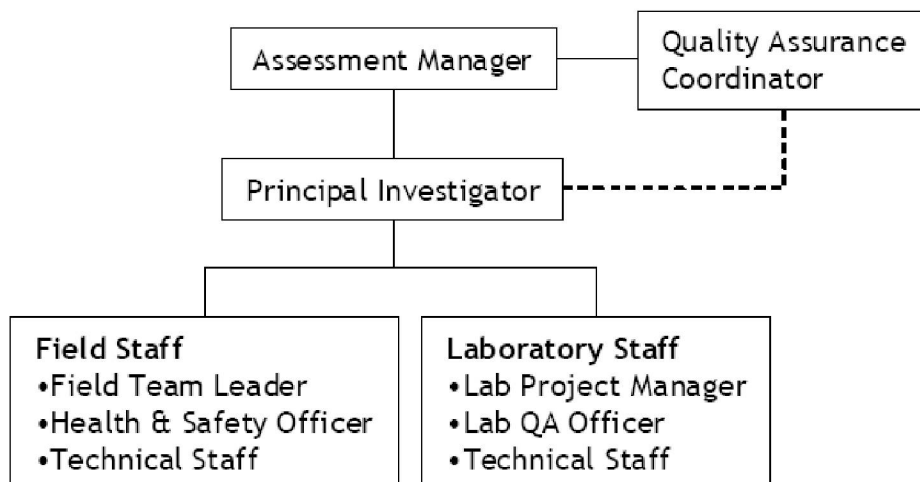 Assessment Manager
Quality Assurance
Coordinator
Principal Investigator
Field Staff
•Field Team Leader
•Health & Safety Officer
•Technical Staff
Laboratory Staff
•Lab Project Manager
•Lab QA Officer
•Technical Staff